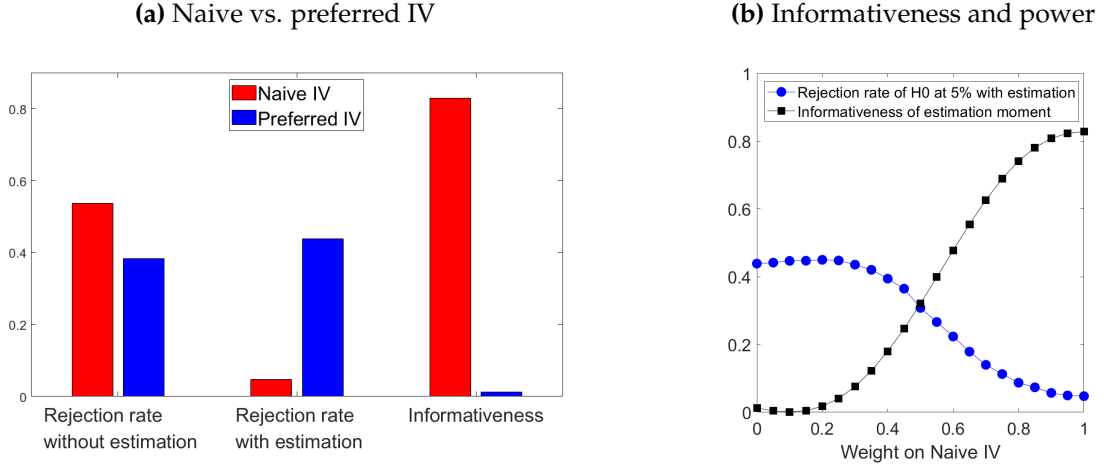 (a) Naive vs. preferred IV
Naive IV
Preferred IV
0.8
0.6
0.4
0.2
0
Rejection rate
without estimation
Rejection rate
with estimation
Informativeness
(b) Informativeness and power
Rejection rate of H0 at 5% with estimation
Informativeness of estimation moment
1
0.8
0.6
0.4
0.2
0
0 0.2 0.4 0.6 0.8 1
Weight on Naive IV